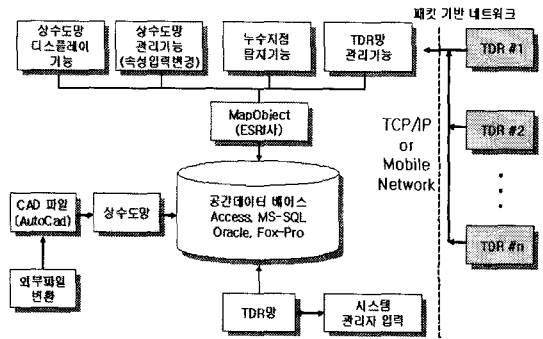 패킷 기반 네트워크
상수도망
디스플레이
기능
상수도망
관리기능
(속성입력변경)
누수지점
탐지기능
TDR망
관리기능
TDR #1
MapObject
(ESRI사)
TCP/IP
or
Mobile
Network
TDR #2
CAD 파일
(AutoCad)
상수도망
공간데이터 베이스
Access, MS-SQL
Oracle, Fox-Pro
TDR #n
외부파일
변환
TDR망
시스템
관리자 입력